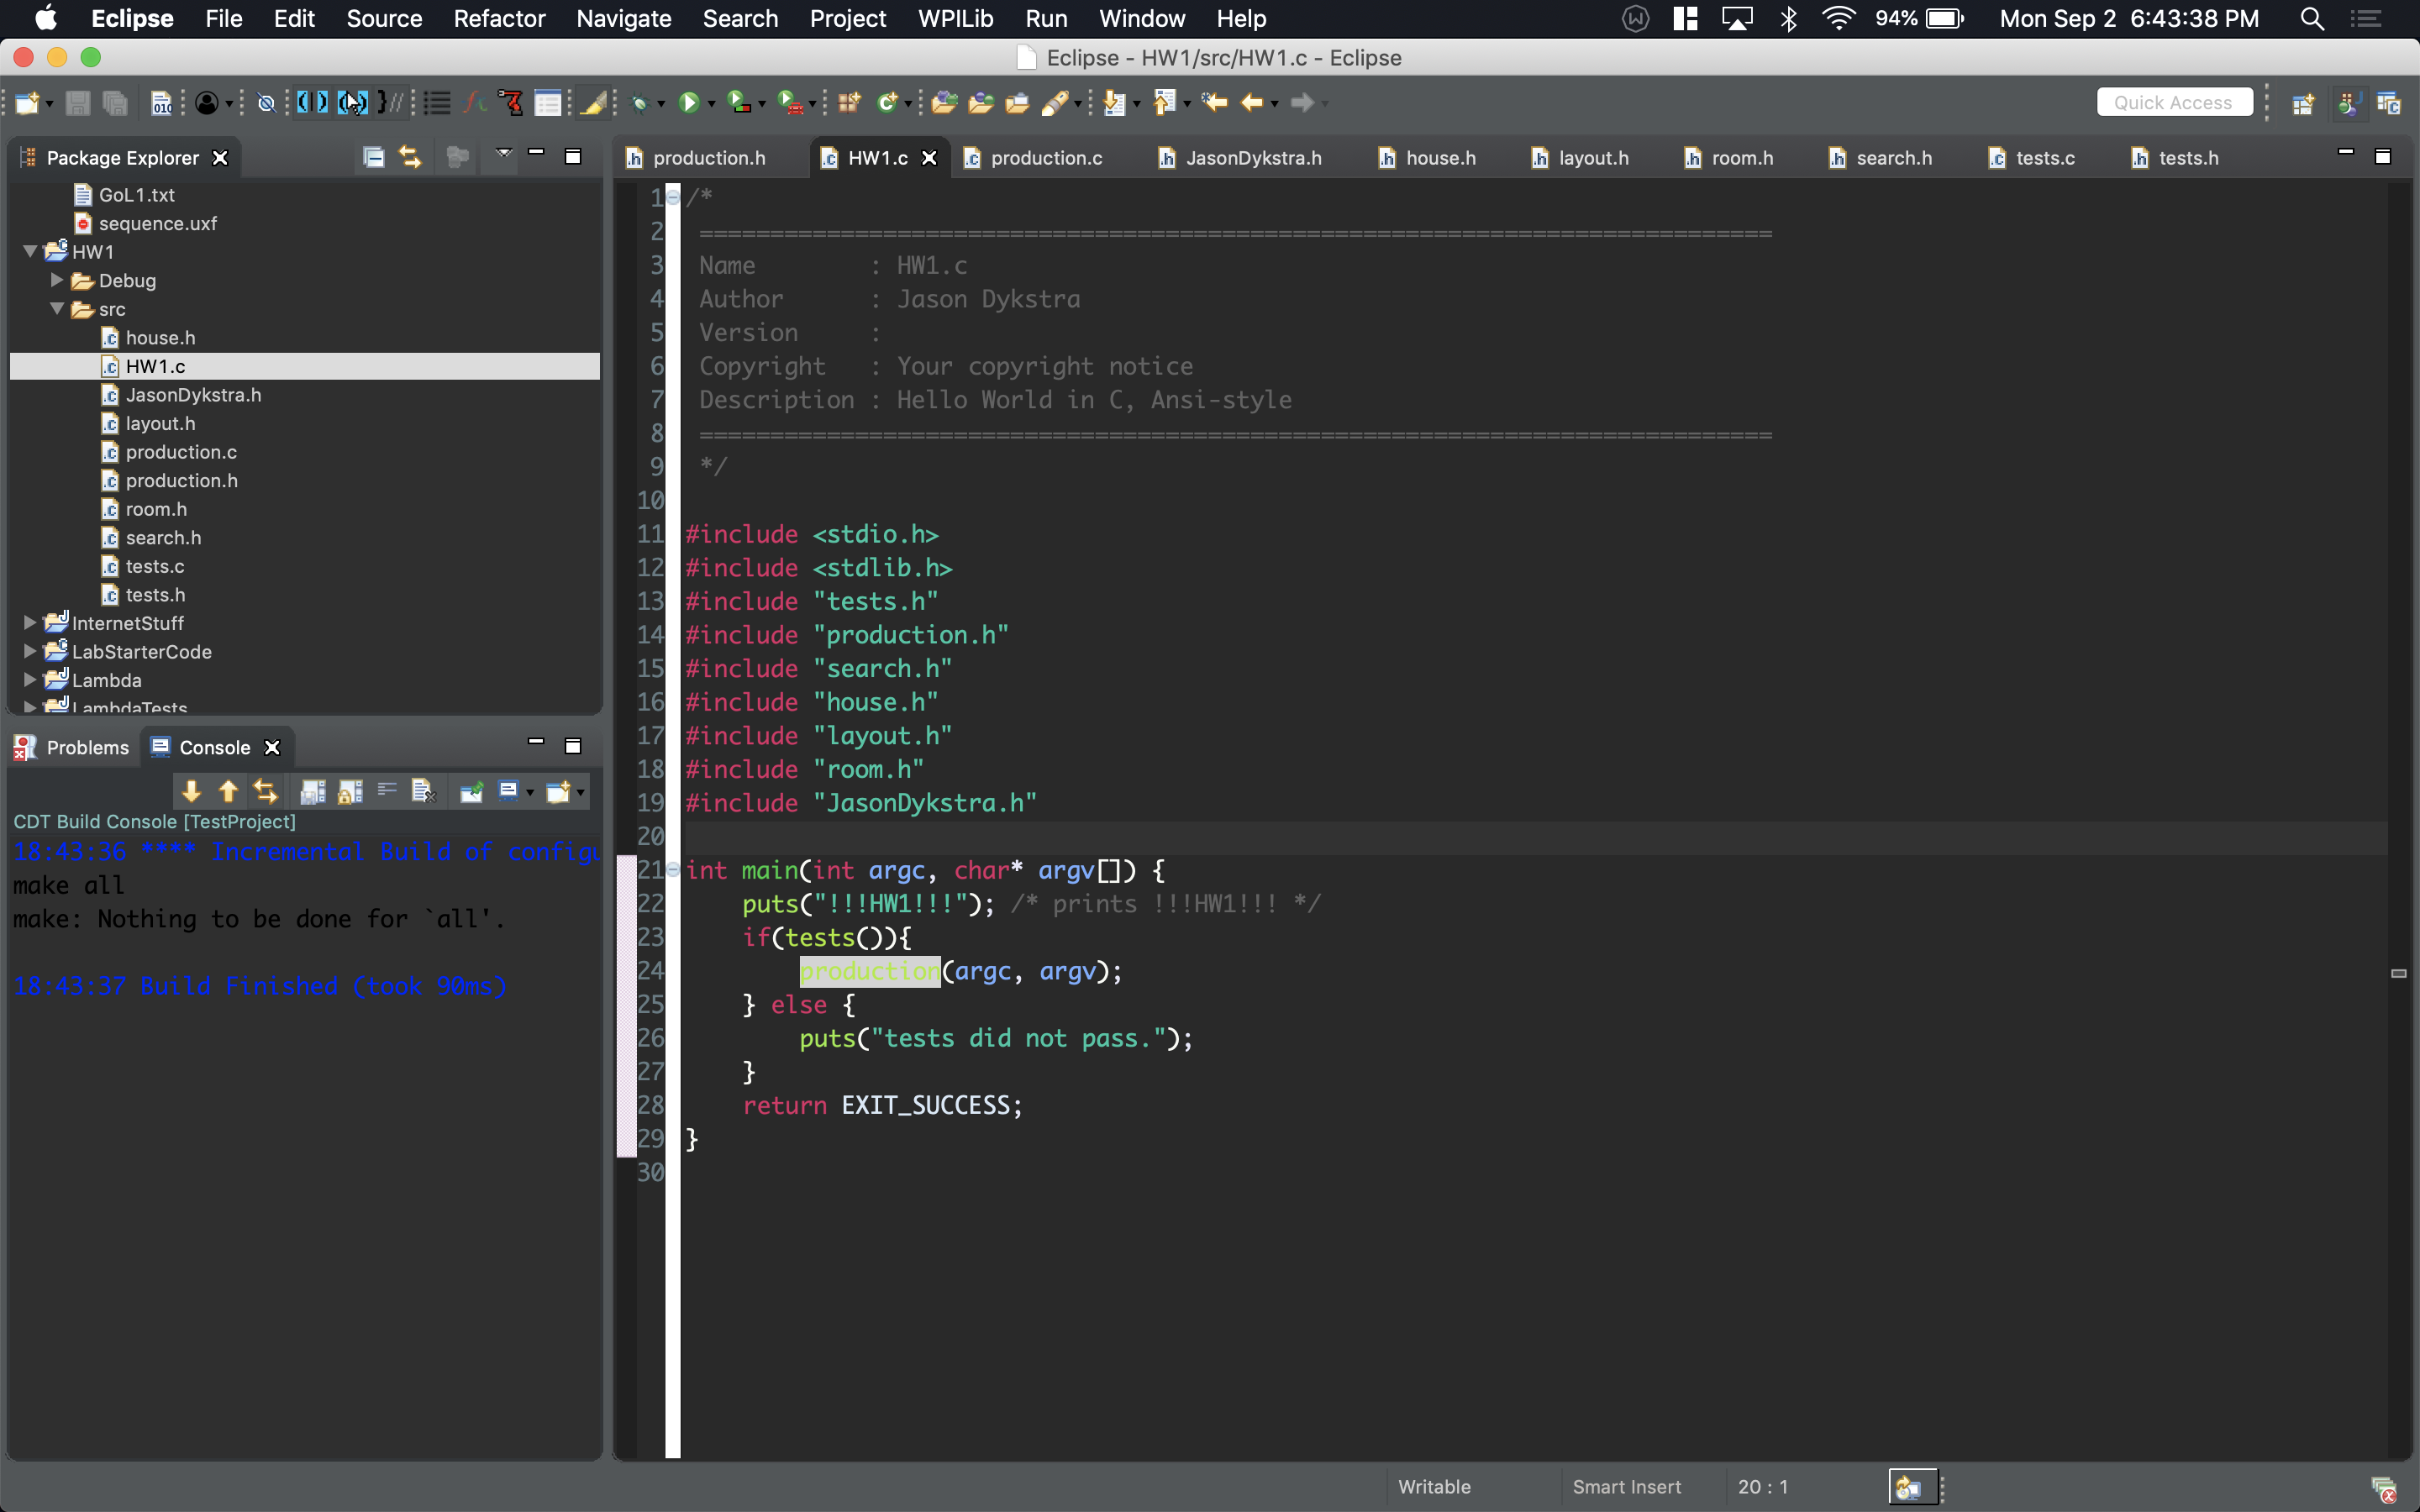 Eclipse File Edit Source Refactor Navigate Search Project WPILib Run Window Help 94% Mon Sep 2 6:43:38 PM
Eclipse - HW1/src/HW1.c - Eclipse
Quick Access
Package Explorer
GoL1.txt
sequence.uxf
HW1
Debug
src
house.h
HW1.c
JasonDykstra.h
layout.h
production.c
production.h
room.h
search.h
tests.c
tests.h
InternetStuff
LabStarterCode
Lambda
LambdaTests
Problems Console
CDT Build Console [TestProject]
18:43:36 **** Incremental Build of configu
make all
make: Nothing to be done for `all'.
18:43:37 Build Finished (took 90ms)
production.h HW1.c production.c JasonDykstra.h house.h layout.h room.h search.h tests.c tests.h
1 /*
2 ============================================================================
3 Name        : HW1.c
4 Author      : Jason Dykstra
5 Version     :
6 Copyright   : Your copyright notice
7 Description : Hello World in C, Ansi-style
8 ============================================================================
9 */
10
11 #include <stdio.h>
12 #include <stdlib.h>
13 #include "tests.h"
14 #include "production.h"
15 #include "search.h"
16 #include "house.h"
17 #include "layout.h"
18 #include "room.h"
19 #include "JasonDykstra.h"
20
21 int main(int argc, char* argv[]) {
22     puts("!!!HW1!!!"); /* prints !!!HW1!!! */
23     if(tests()){
24         production(argc, argv);
25     } else {
26         puts("tests did not pass.");
27     }
28     return EXIT_SUCCESS;
29 }
30
Writable Smart Insert 20 : 1